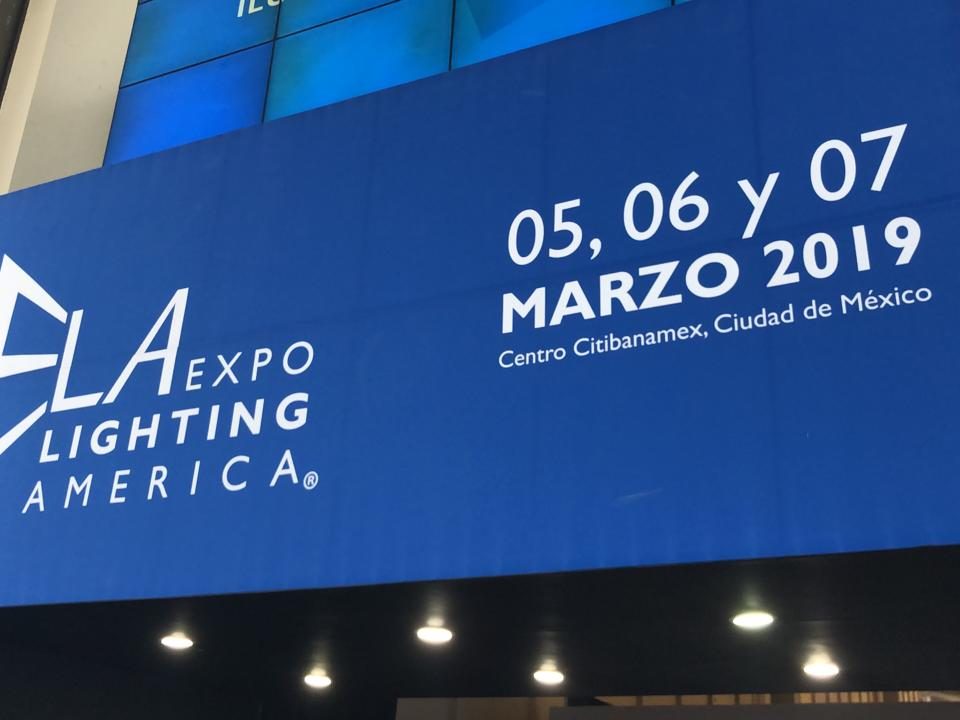 ELA EXPO
LIGHTING
AMERICA®
05, 06 y 07
MARZO 2019
Centro Citibanamex, Ciudad de México